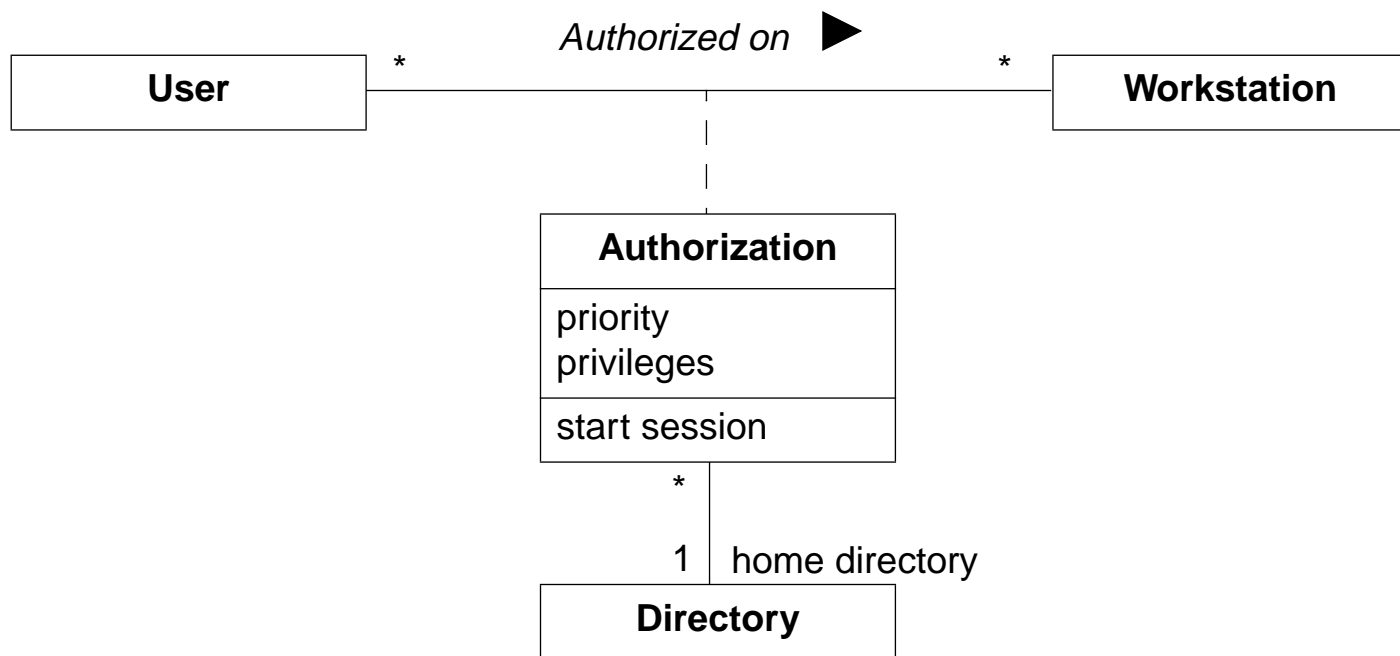 Authorized on
* *
User Workstation
Authorization
priority
privileges
start session
*
1 home directory
Directory